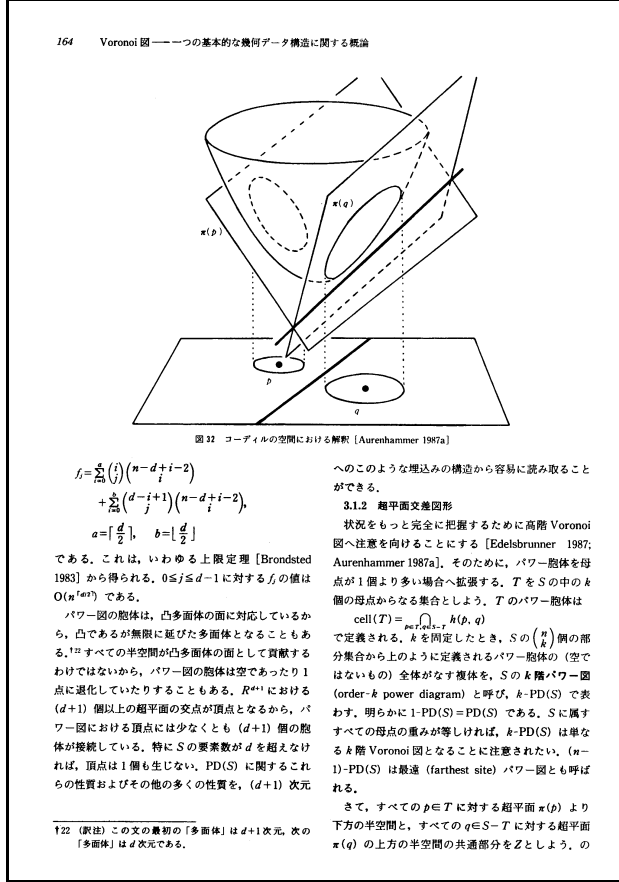 164 Voronoi 図——一つの基本的な幾何データ構造に関する概論
π(p)
π(q)
p
q
図 32 コーディルの空間における解釈 [Aurenhammer 1987a]
f_j=∑_{i=0}^{a} (i j)(n−d+i−2 i)
+∑_{i=0}^{b} (d−i+1 j)(n−d+i−2 i),
a=⌈d/2⌉, b=⌊d/2⌋
である．これは，いわゆる上限定理 [Brondsted
1983] から得られる．0≦j≦d−1 に対する f_j の値は
O(n^{⌈d/2⌉}) である．
パワー図の胞体は，凸多面体の面に対応しているか
ら，凸であるが無限に延びた多面体となることもあ
る．†22 すべての半空間が凸多面体の面として貢献する
わけではないから，パワー図の胞体は空であったり 1
点に退化していたりすることもある．R^{d+1} における
(d+1) 個以上の超平面の交点が頂点となるから，パ
ワー図における頂点には少なくとも (d+1) 個の胞
体が接続している．特に S の要素数が d を超えなけ
れば，頂点は 1 個も生じない．PD(S) に関するこれ
らの性質およびその他の多くの性質を，(d+1) 次元
†22 (訳注) この文の最初の「多面体」は d+1 次元，次の
「多面体」は d 次元である．
へのこのような埋込みの構造から容易に読み取ること
ができる．
3.1.2 超平面交差図形
状況をもっと完全に把握するために高階 Voronoi
図へ注意を向けることにする [Edelsbrunner 1987;
Aurenhammer 1987a]．そのために，パワー胞体を母
点が 1 個より多い場合へ拡張する．T を S の中の k
個の母点からなる集合としよう．T のパワー胞体は
cell(T)=∩_{p∈T,q∈S−T} h(p, q)
で定義される．k を固定したとき，S の (n k) 個の部
分集合から上のように定義されるパワー胞体の (空で
はないもの) 全体がなす複体を，S の k 階パワー図
(order-k power diagram) と呼び，k-PD(S) で表
わす．明らかに 1-PD(S)=PD(S) である．S に属す
すべての母点の重みが等しければ，k-PD(S) は単な
る k 階 Voronoi 図となることに注意されたい．(n−
1)-PD(S) は最遠 (farthest site) パワー図とも呼ば
れる．
さて，すべての p∈T に対する超平面 π(p) より
下方の半空間と，すべての q∈S−T に対する超平面
π(q) の上方の半空間の共通部分を Z としよう．の